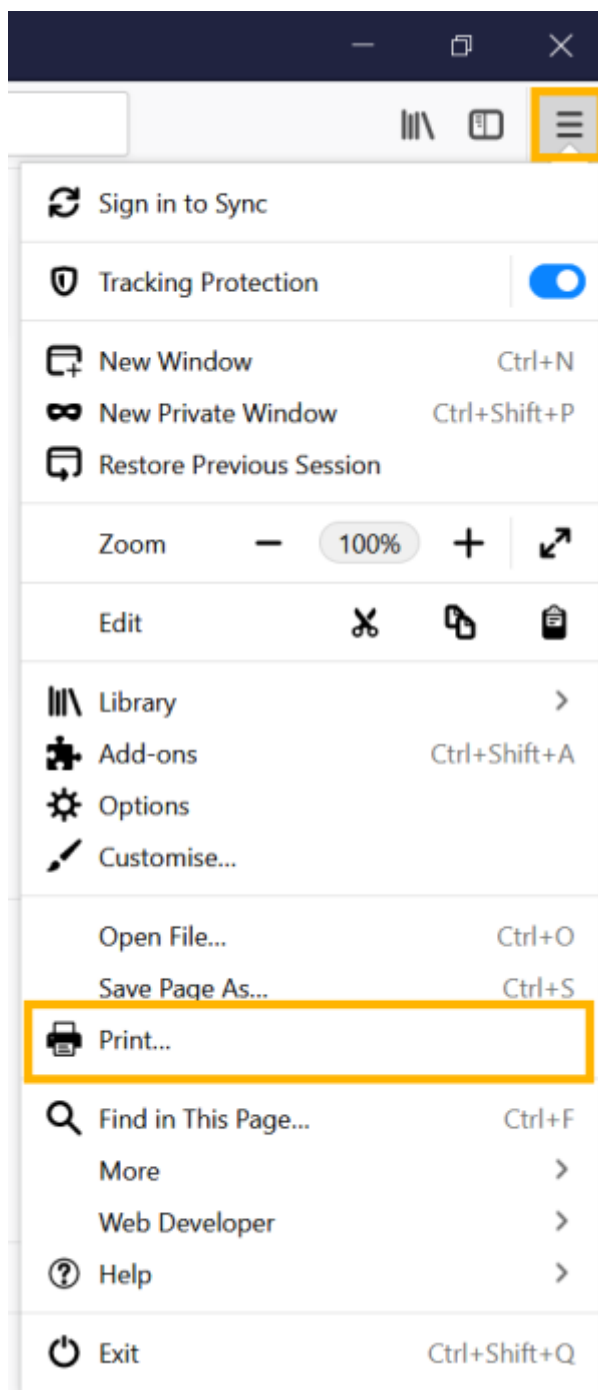 Sign in to Sync
Tracking Protection
New Window Ctrl+N
New Private Window Ctrl+Shift+P
Restore Previous Session
Zoom 100%
Edit
Library
Add-ons Ctrl+Shift+A
Options
Customise...
Open File... Ctrl+O
Save Page As... Ctrl+S
Print...
Find in This Page... Ctrl+F
More
Web Developer
Help
Exit Ctrl+Shift+Q